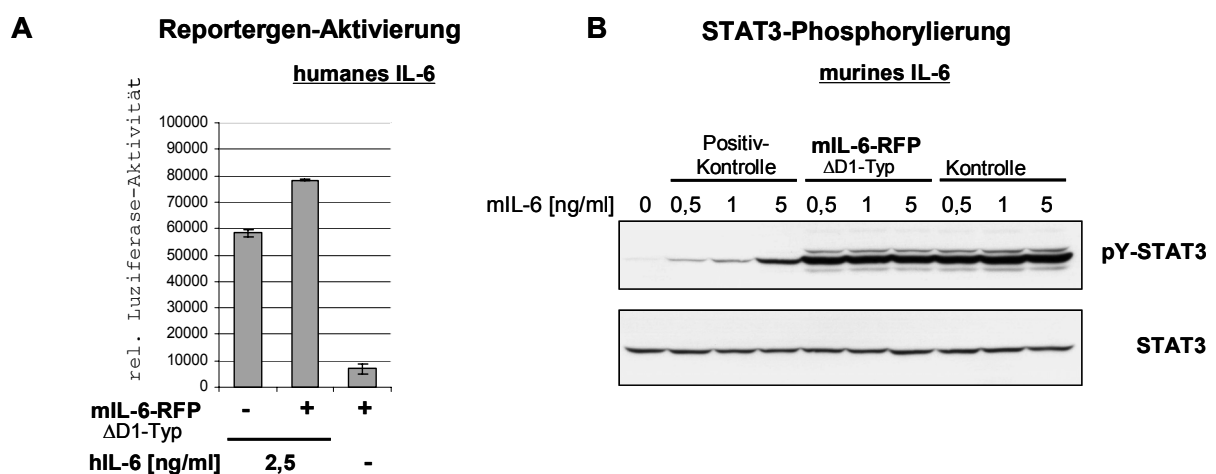 A
Reportergen-Aktivierung
humanes IL-6
rel. Luziferase-Aktivität
100000
90000
80000
70000
60000
50000
40000
30000
20000
10000
0
mIL-6-RFP - + +
ΔD1-Typ
hIL-6 [ng/ml] 2,5 -
B
STAT3-Phosphorylierung
murines IL-6
Positiv-
Kontrolle
mIL-6-RFP
ΔD1-Typ
Kontrolle
mIL-6 [ng/ml] 0 0,5 1 5 0,5 1 5 0,5 1 5
pY-STAT3
STAT3